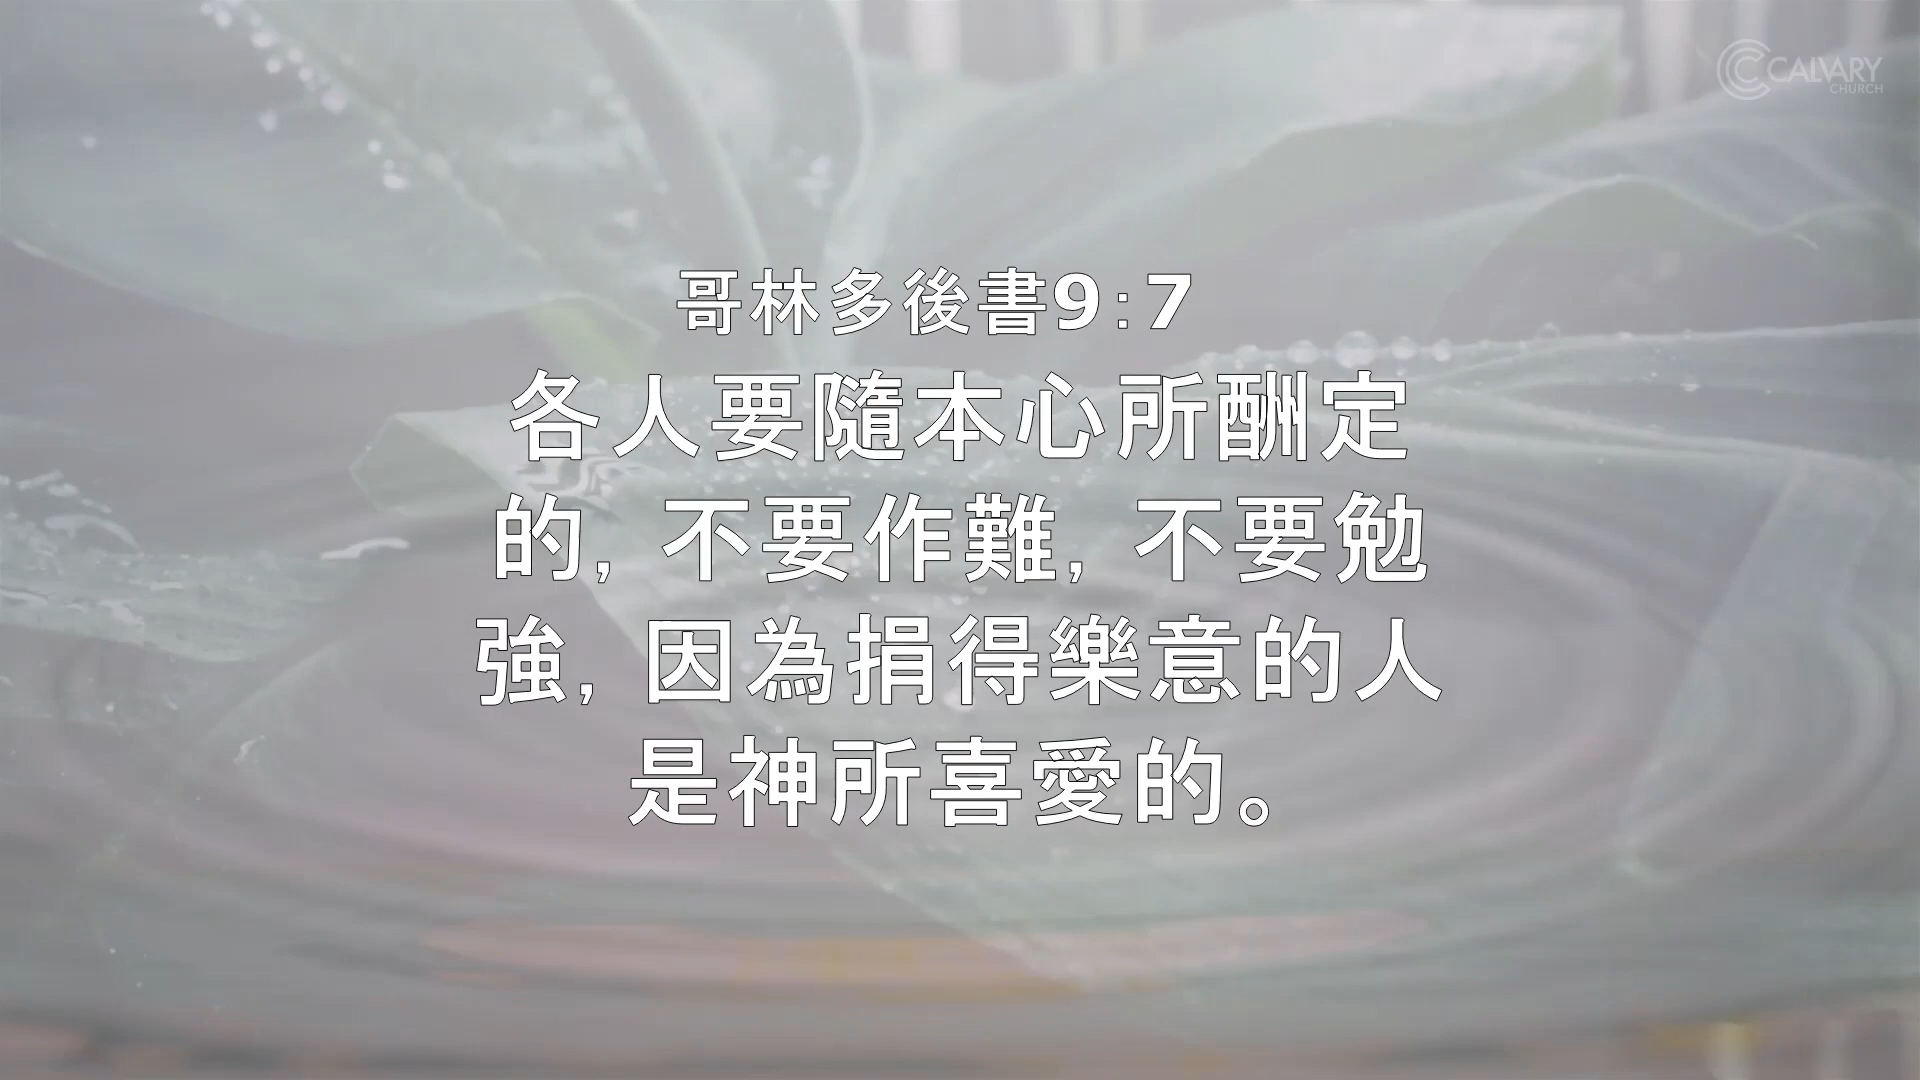 CALVARY
CHURCH
哥林多後書9:7
各人要隨本心所酬定
的, 不要作難, 不要勉
強, 因為捐得樂意的人
是神所喜愛的。